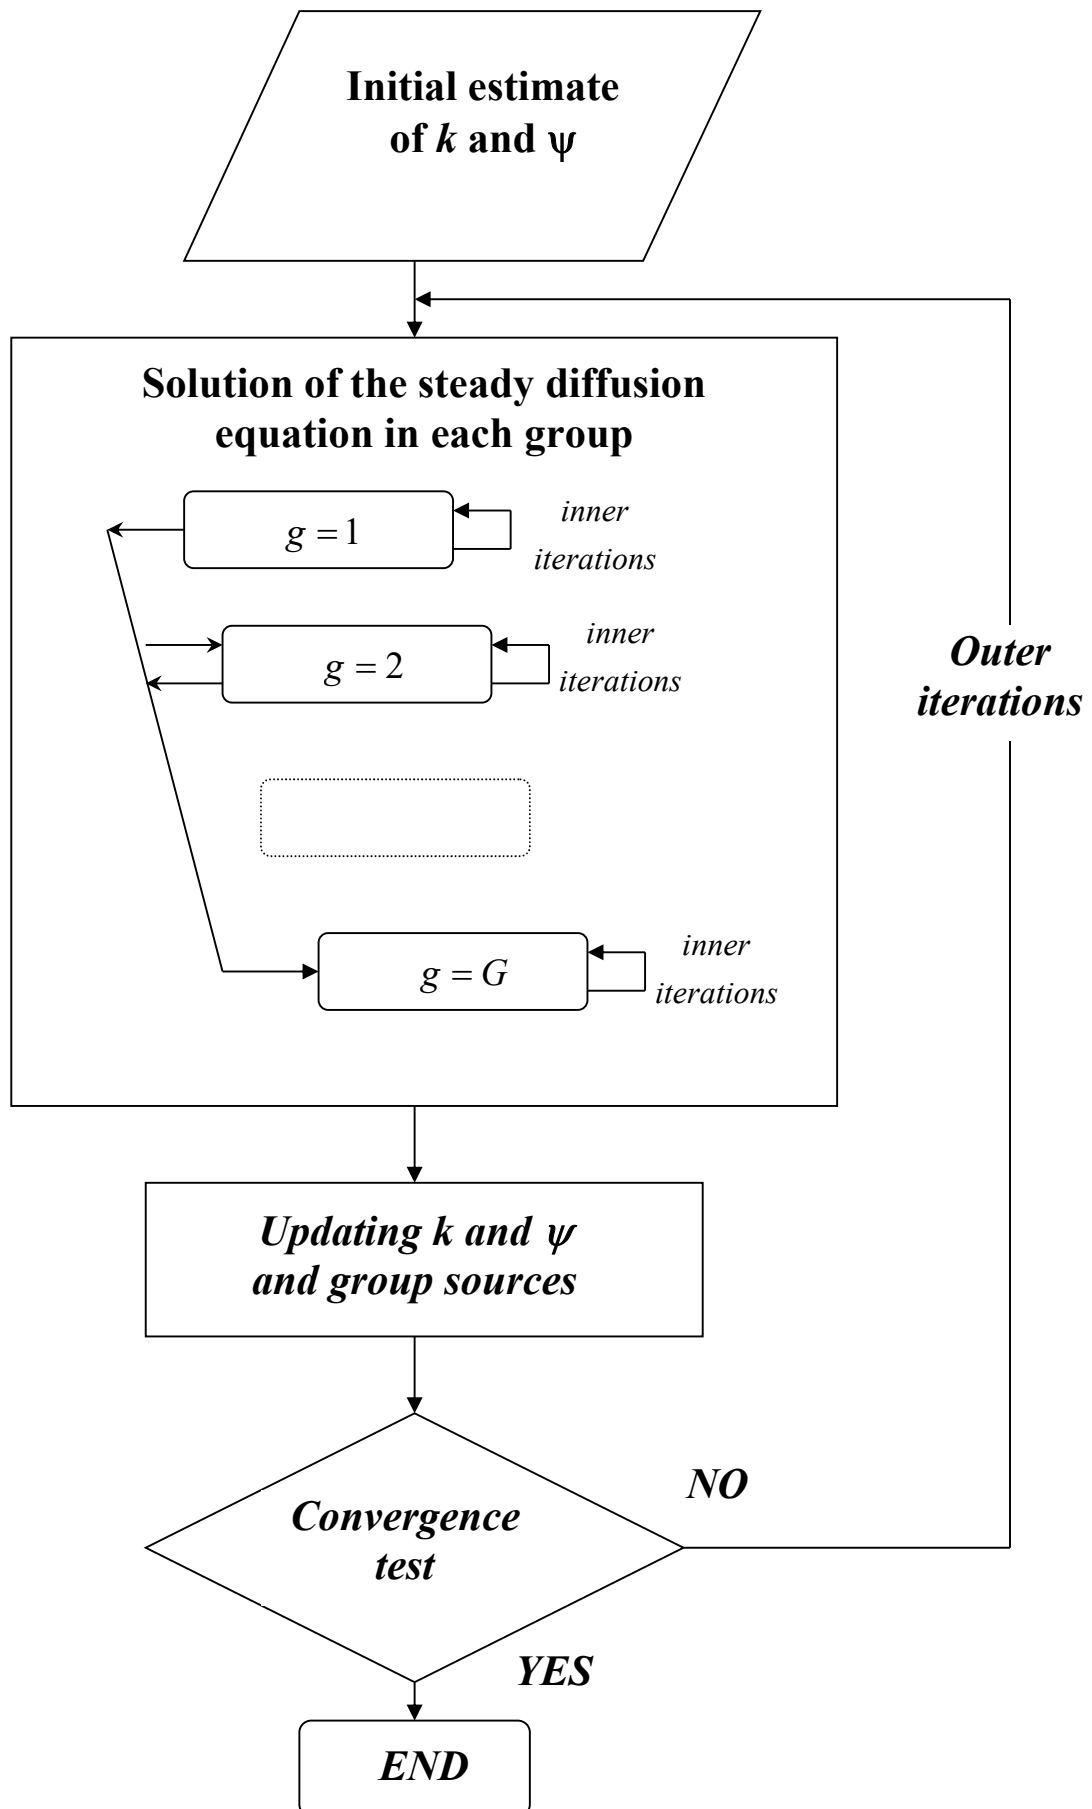 Initial estimate
of k and ψ
Solution of the steady diffusion
equation in each group
g = 1
inner
iterations
g = 2
inner
iterations
g = G
inner
iterations
Outer
iterations
Updating k and ψ
and group sources
Convergence
test
NO
YES
END